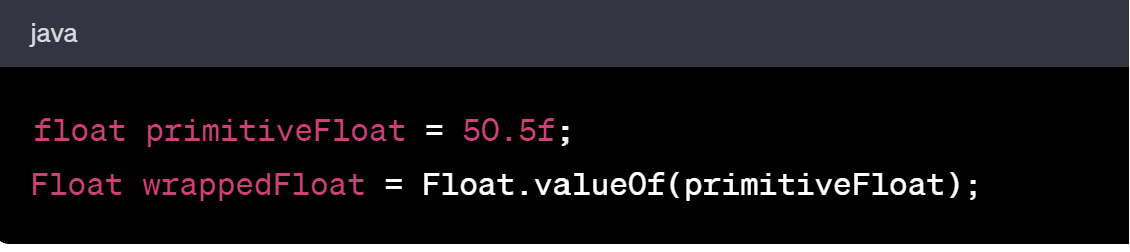 java
float primitiveFloat = 50.5f;
Float wrappedFloat = Float.valueOf(primitiveFloat);